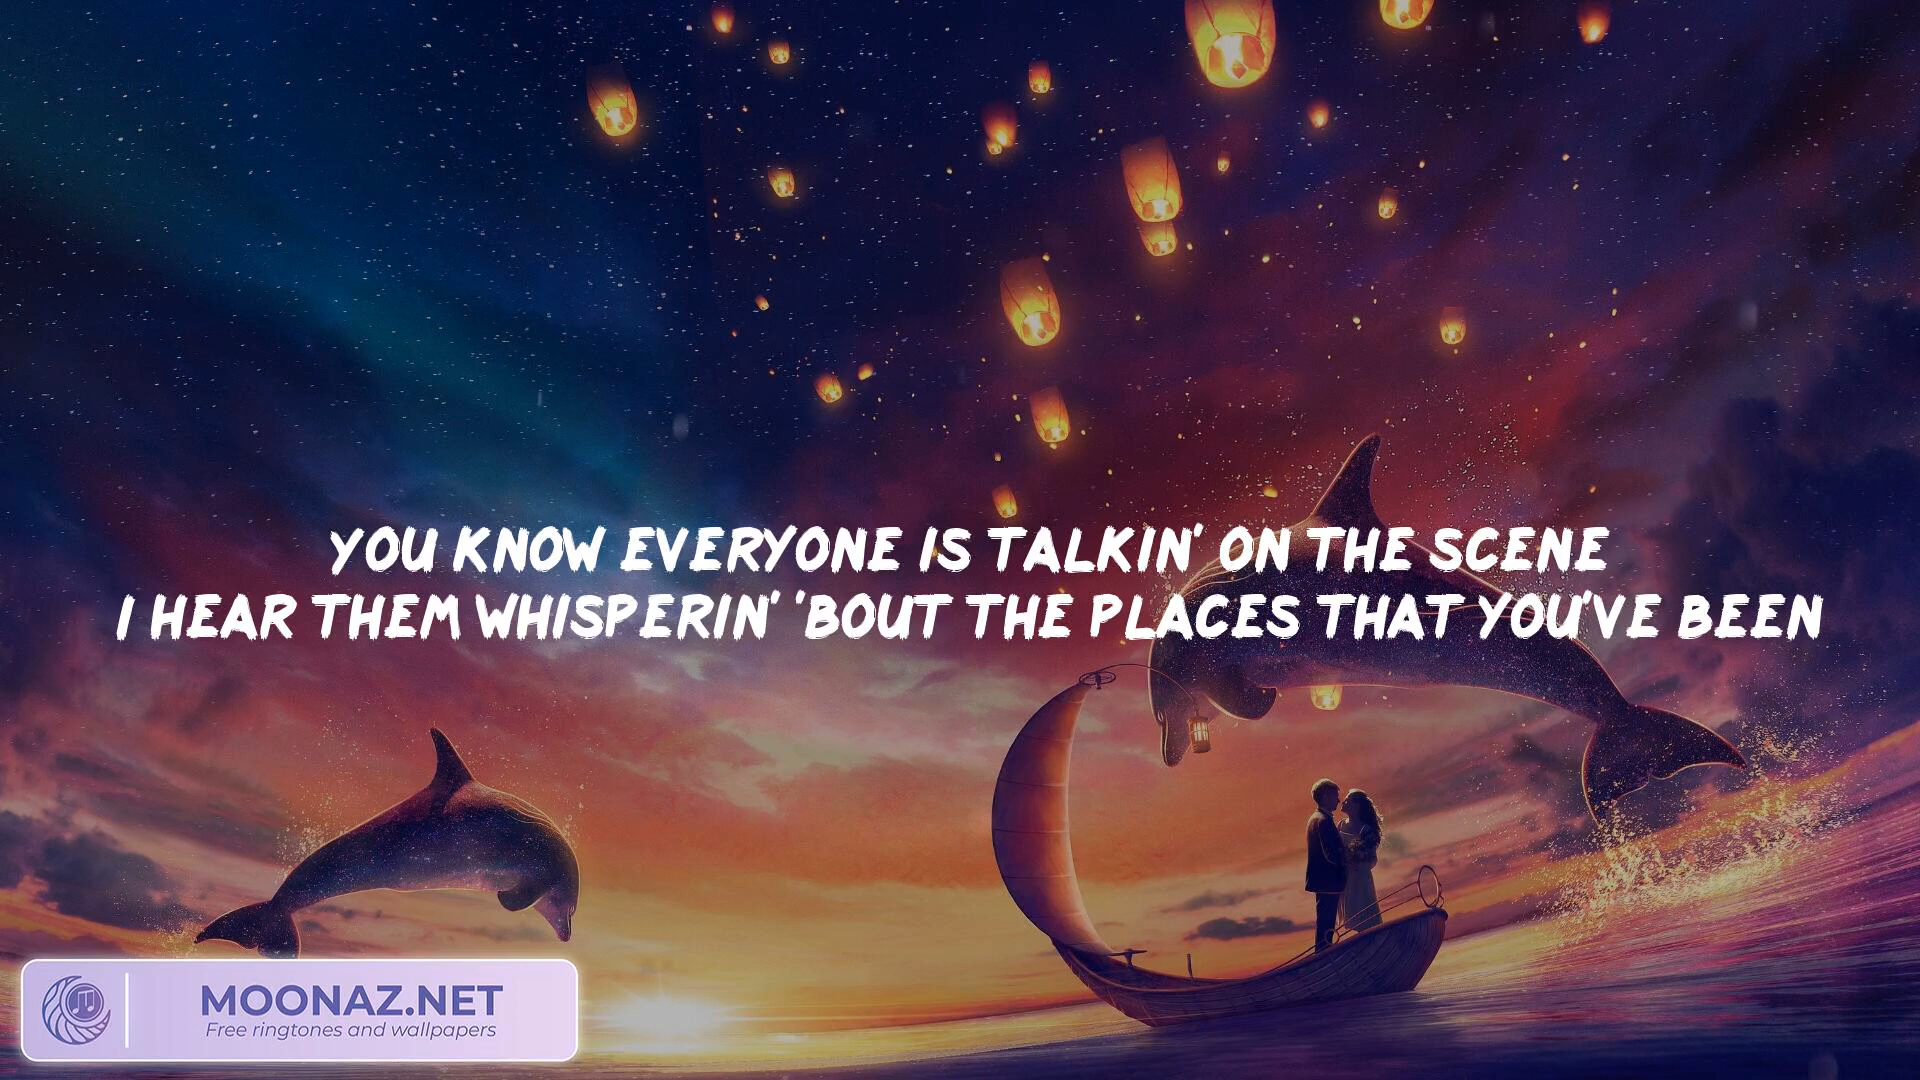 YOU KNOW EVERYONE IS TALKIN' ON THE SCENE
I HEAR THEM WHISPERIN' 'BOUT THE PLACES THAT YOU'VE BEEN
MOONAZ.NET
Free ringtones and wallpapers